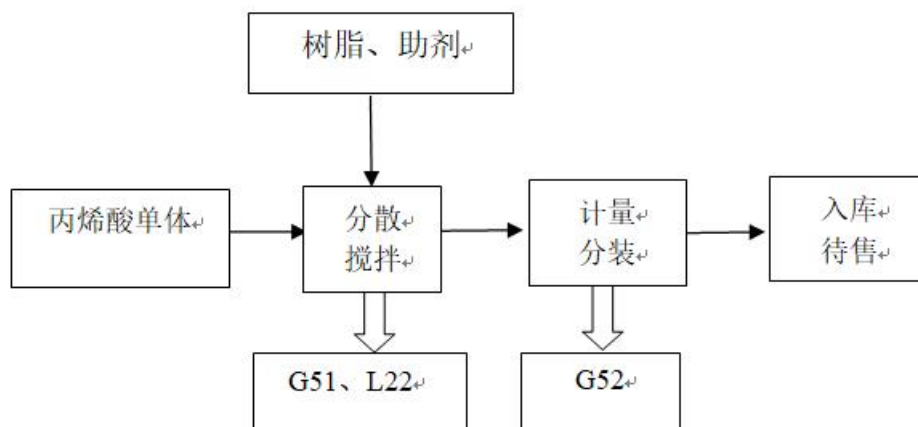 树脂、助剂
丙烯酸单体
分散
搅拌
计量
分装
入库
待售
G51、L22
G52